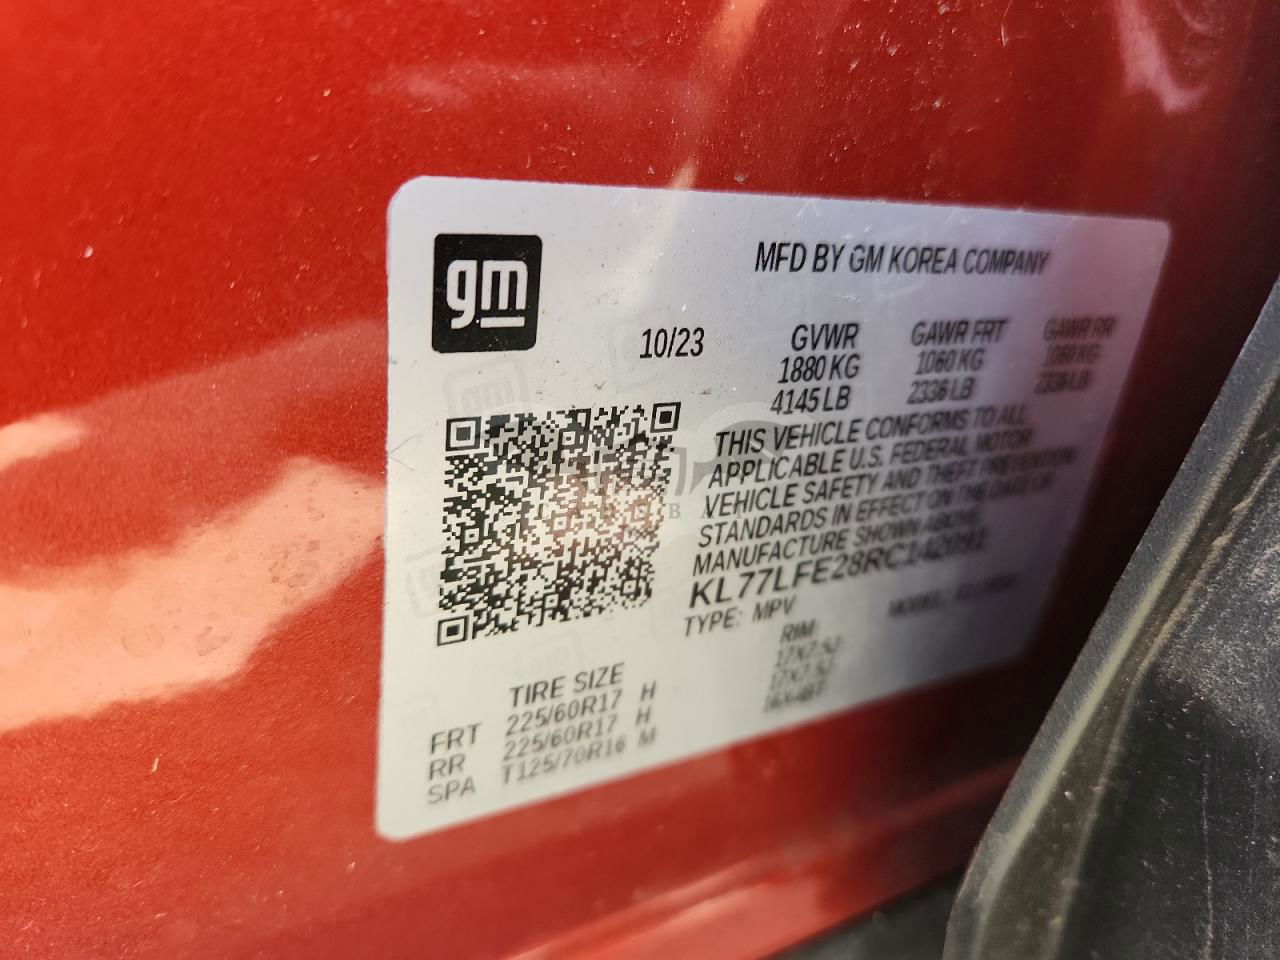 gm
MFD BY GM KOREA COMPANY
10/23 GVWR GAWR FRT GAWR RR
1880 KG 1060 KG 1060 KG
4145 LB 2336 LB 2336 LB
THIS VEHICLE CONFORMS TO ALL
APPLICABLE U.S. FEDERAL MOTOR
VEHICLE SAFETY AND THEFT PREVENTION
STANDARDS IN EFFECT ON THE DATE OF
MANUFACTURE SHOWN ABOVE.
KL77LFE28RC142091
TYPE: MPV MODEL:
TIRE SIZE RIM
FRT 225/60R17 H 17X7.5J
RR 225/60R17 H 17X7.5J
SPA T125/70R16 M 16X4BT